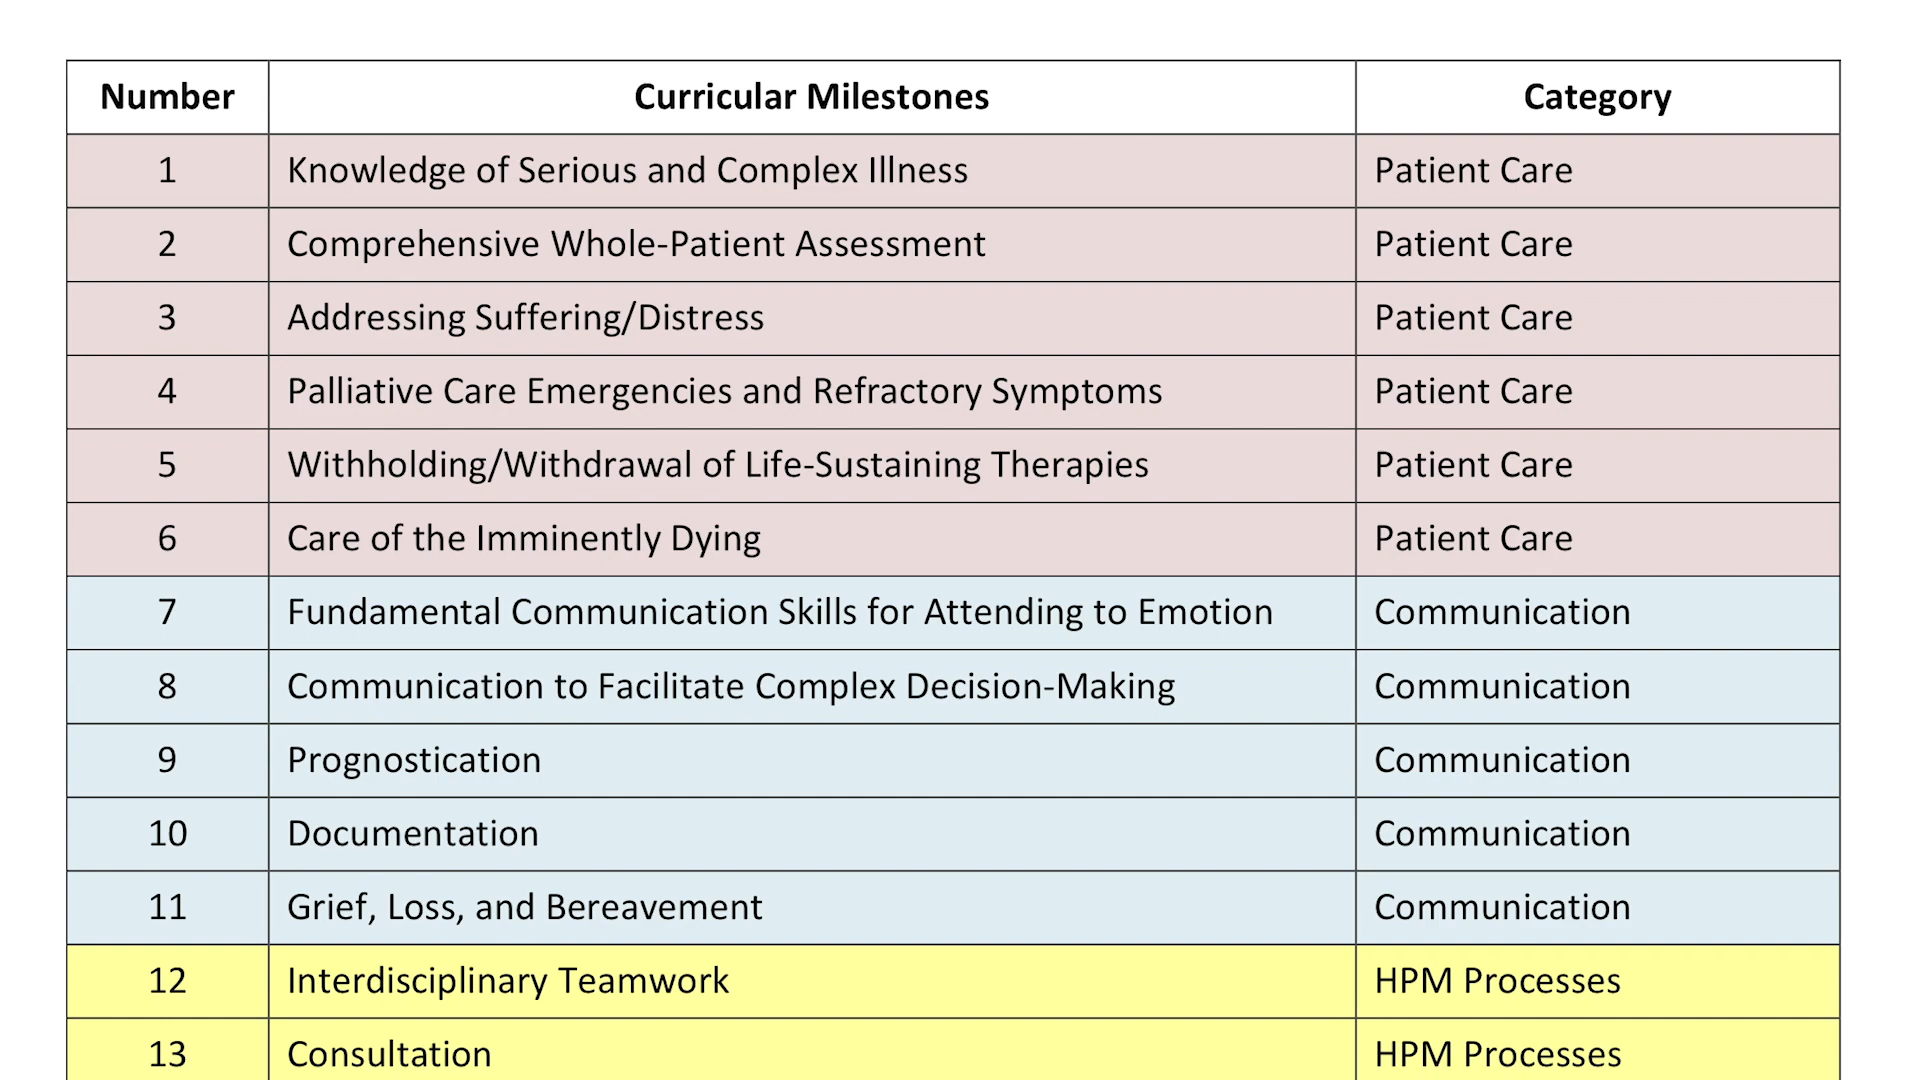 Number Curricular Milestones Category
1 Knowledge of Serious and Complex Illness Patient Care
2 Comprehensive Whole-Patient Assessment Patient Care
3 Addressing Suffering/Distress Patient Care
4 Palliative Care Emergencies and Refractory Symptoms Patient Care
5 Withholding/Withdrawal of Life-Sustaining Therapies Patient Care
6 Care of the Imminently Dying Patient Care
7 Fundamental Communication Skills for Attending to Emotion Communication
8 Communication to Facilitate Complex Decision-Making Communication
9 Prognostication Communication
10 Documentation Communication
11 Grief, Loss, and Bereavement Communication
12 Interdisciplinary Teamwork HPM Processes
13 Consultation HPM Processes